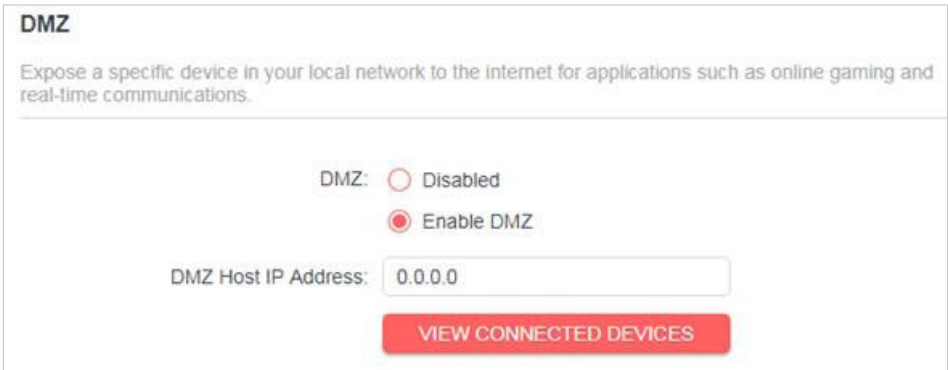 DMZ
Expose a specific device in your local network to the internet for applications such as online gaming and
real-time communications.
DMZ: Disabled
Enable DMZ
DMZ Host IP Address: 0.0.0.0
VIEW CONNECTED DEVICES